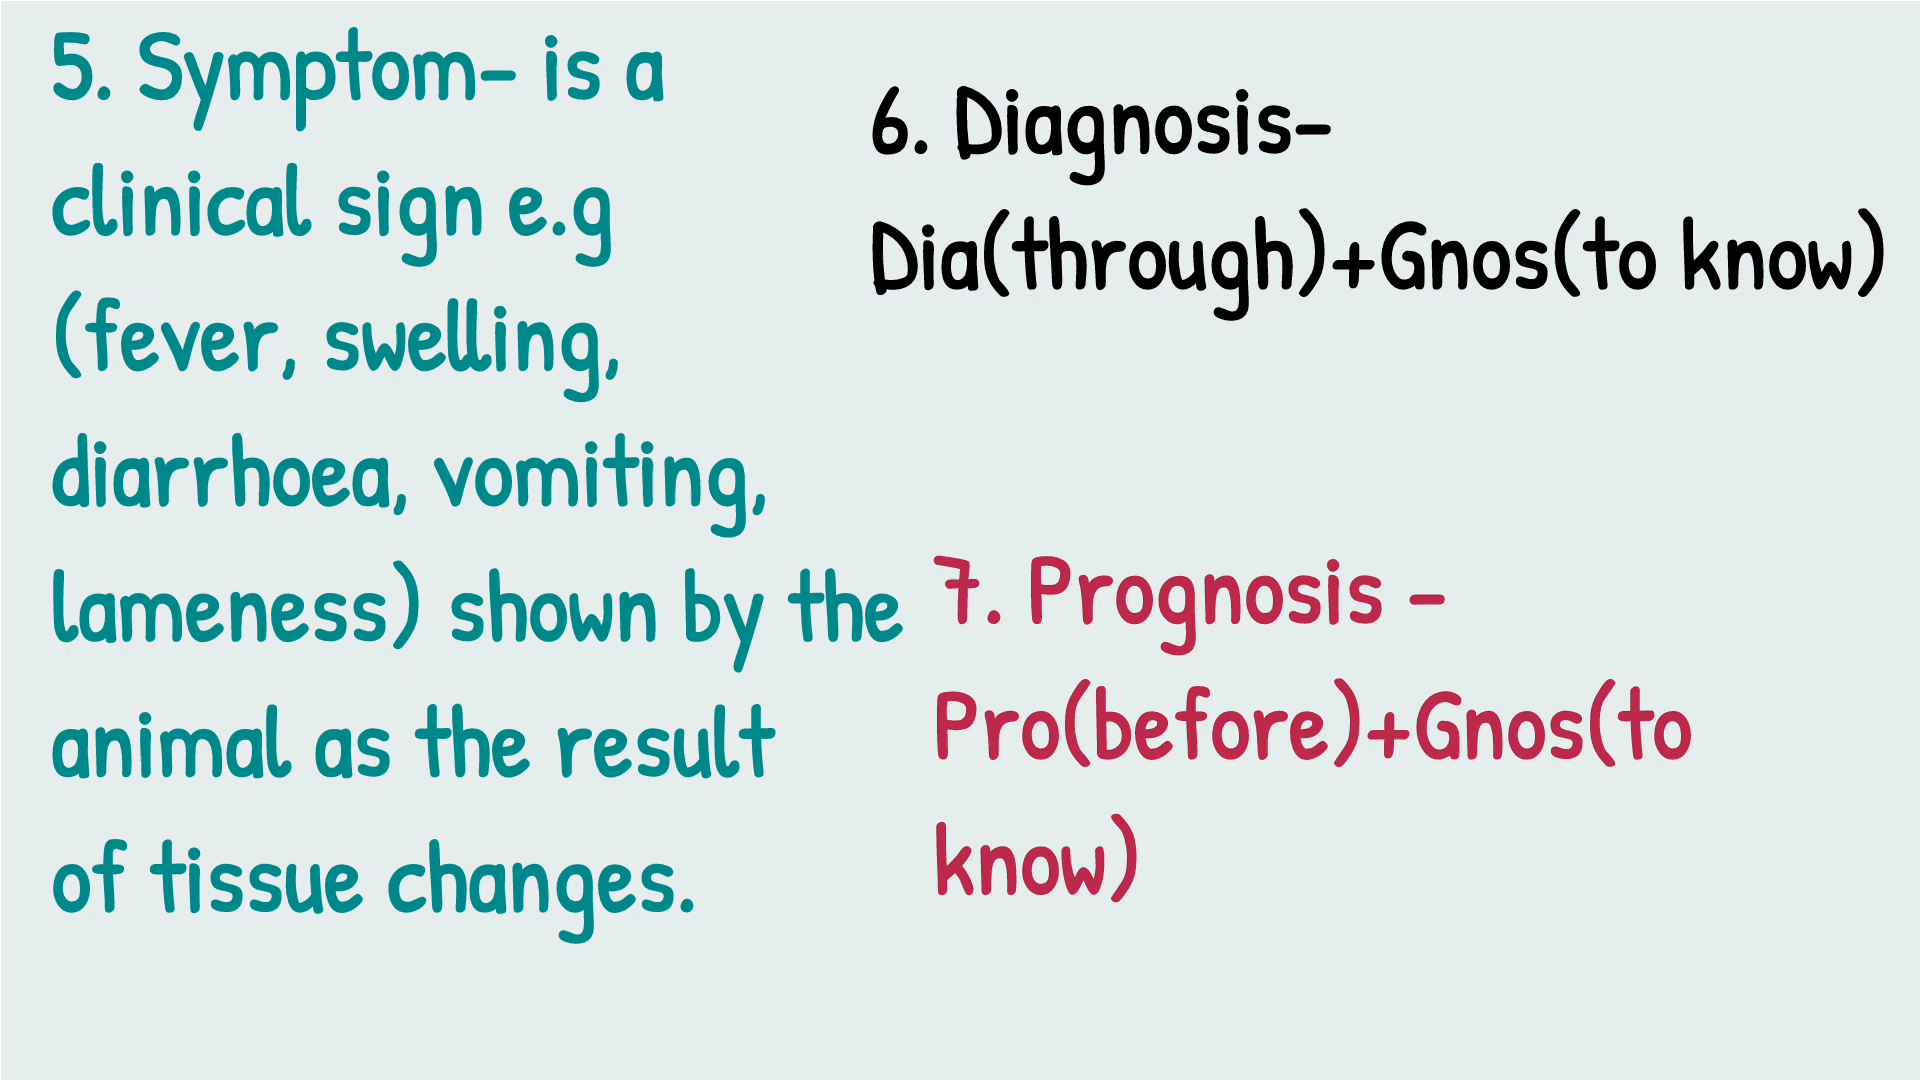 5. Symptom- is a
clinical sign e.g
(fever, swelling,
diarrhoea, vomiting,
lameness) shown by the
animal as the result
of tissue changes.
6. Diagnosis-
Dia(through)+Gnos(to know)
7. Prognosis -
Pro(before)+Gnos(to
know)